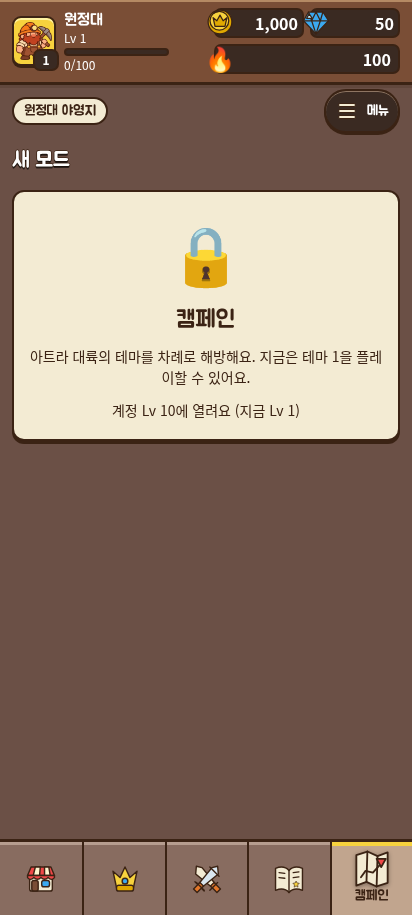 원정대
Lv 1
0/100
1
1,000
50
100
원정대 야영지
메뉴
새 모드
캠페인
아트라 대륙의 테마를 차례로 해방해요. 지금은 테마 1을 플레
이할 수 있어요.
계정 Lv 10에 열려요 (지금 Lv 1)
캠페인